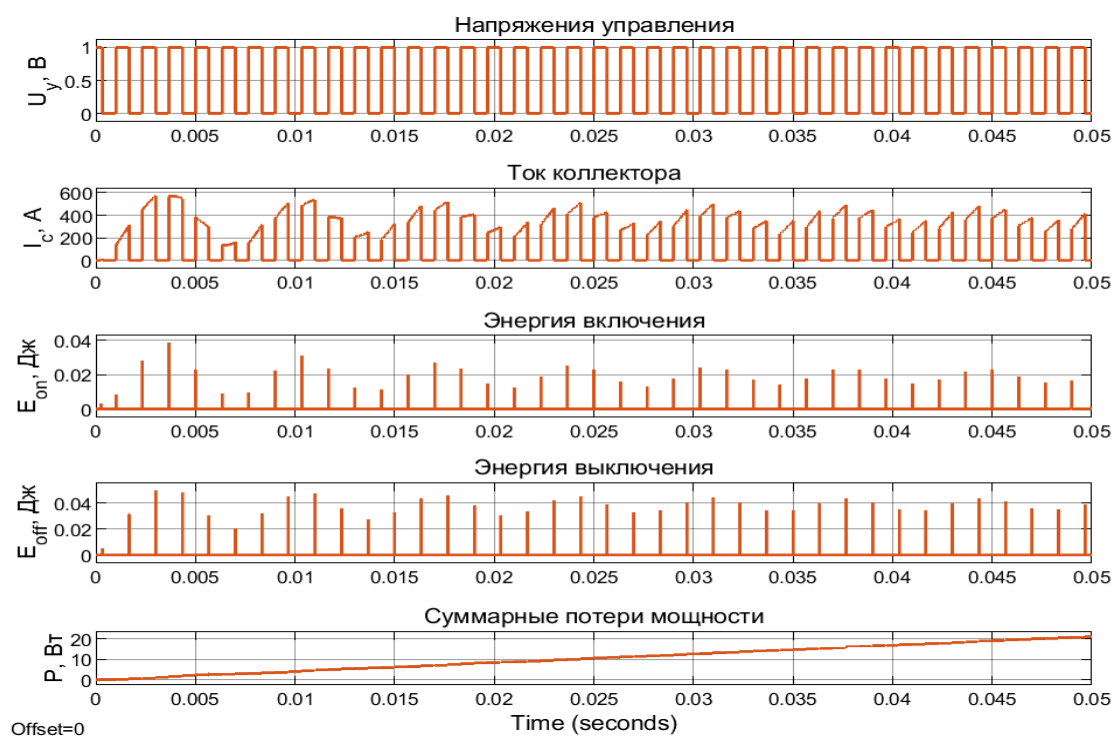 Напряжения управления
U_y, В
1
0.5
0
0 0.005 0.01 0.015 0.02 0.025 0.03 0.035 0.04 0.045 0.05
Ток коллектора
I_c, А
600
400
200
0
0 0.005 0.01 0.015 0.02 0.025 0.03 0.035 0.04 0.045 0.05
Энергия включения
E_on, Дж
0.04
0.02
0
0 0.005 0.01 0.015 0.02 0.025 0.03 0.035 0.04 0.045 0.05
Энергия выключения
E_off, Дж
0.04
0.02
0
0 0.005 0.01 0.015 0.02 0.025 0.03 0.035 0.04 0.045 0.05
Суммарные потери мощности
P, Вт
20
10
0
0 0.005 0.01 0.015 0.02 0.025 0.03 0.035 0.04 0.045 0.05
Time (seconds)
Offset=0